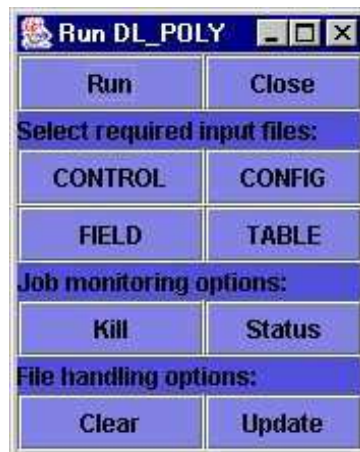 Run DL_POLY
Run Close
Select required input files:
CONTROL CONFIG
FIELD TABLE
Job monitoring options:
Kill Status
File handling options:
Clear Update